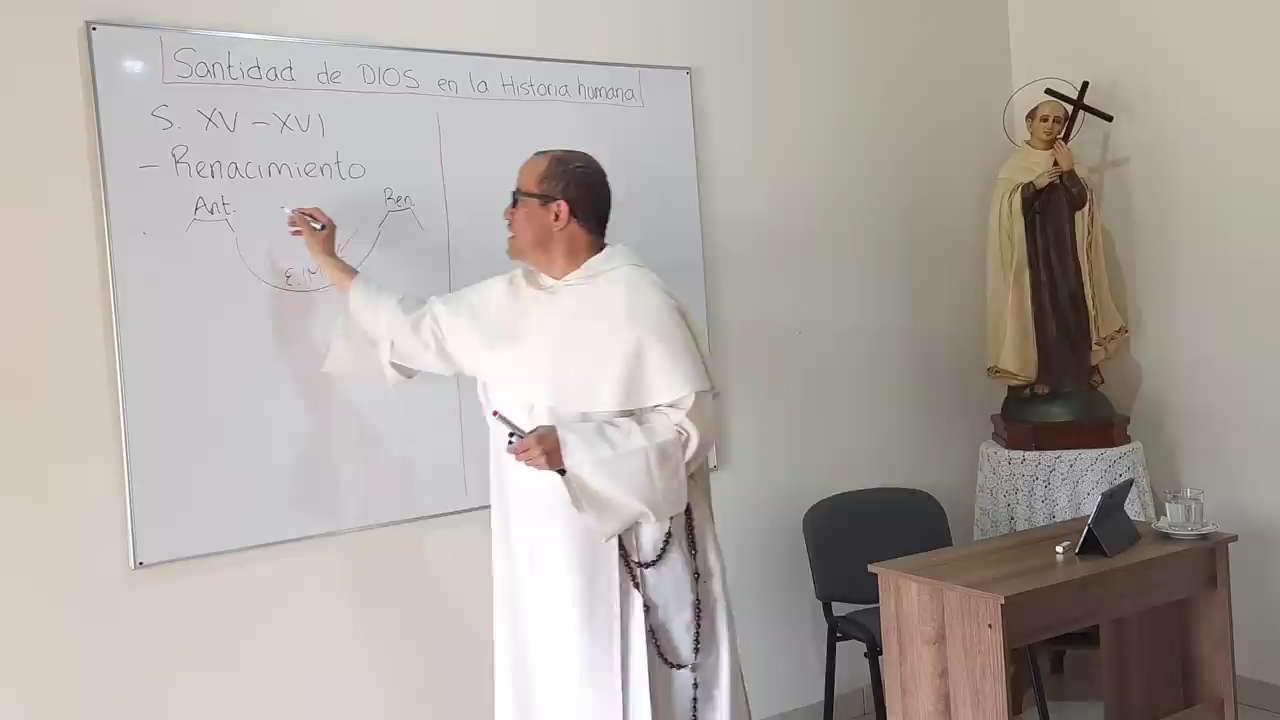 Santidad de DIOS en la Historia humana
S. XV - XVI
- Renacimiento
Ant. Ren.
E. M